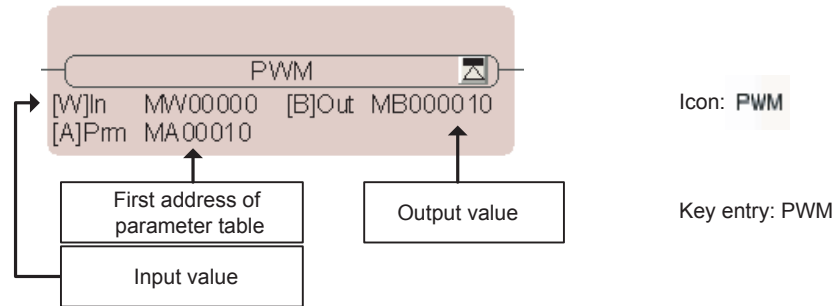 PWM
[W]In MW00000 [B]Out MB000010
[A]Prm MA00010
Icon: PWM
First address of
parameter table
Output value
Key entry: PWM
Input value